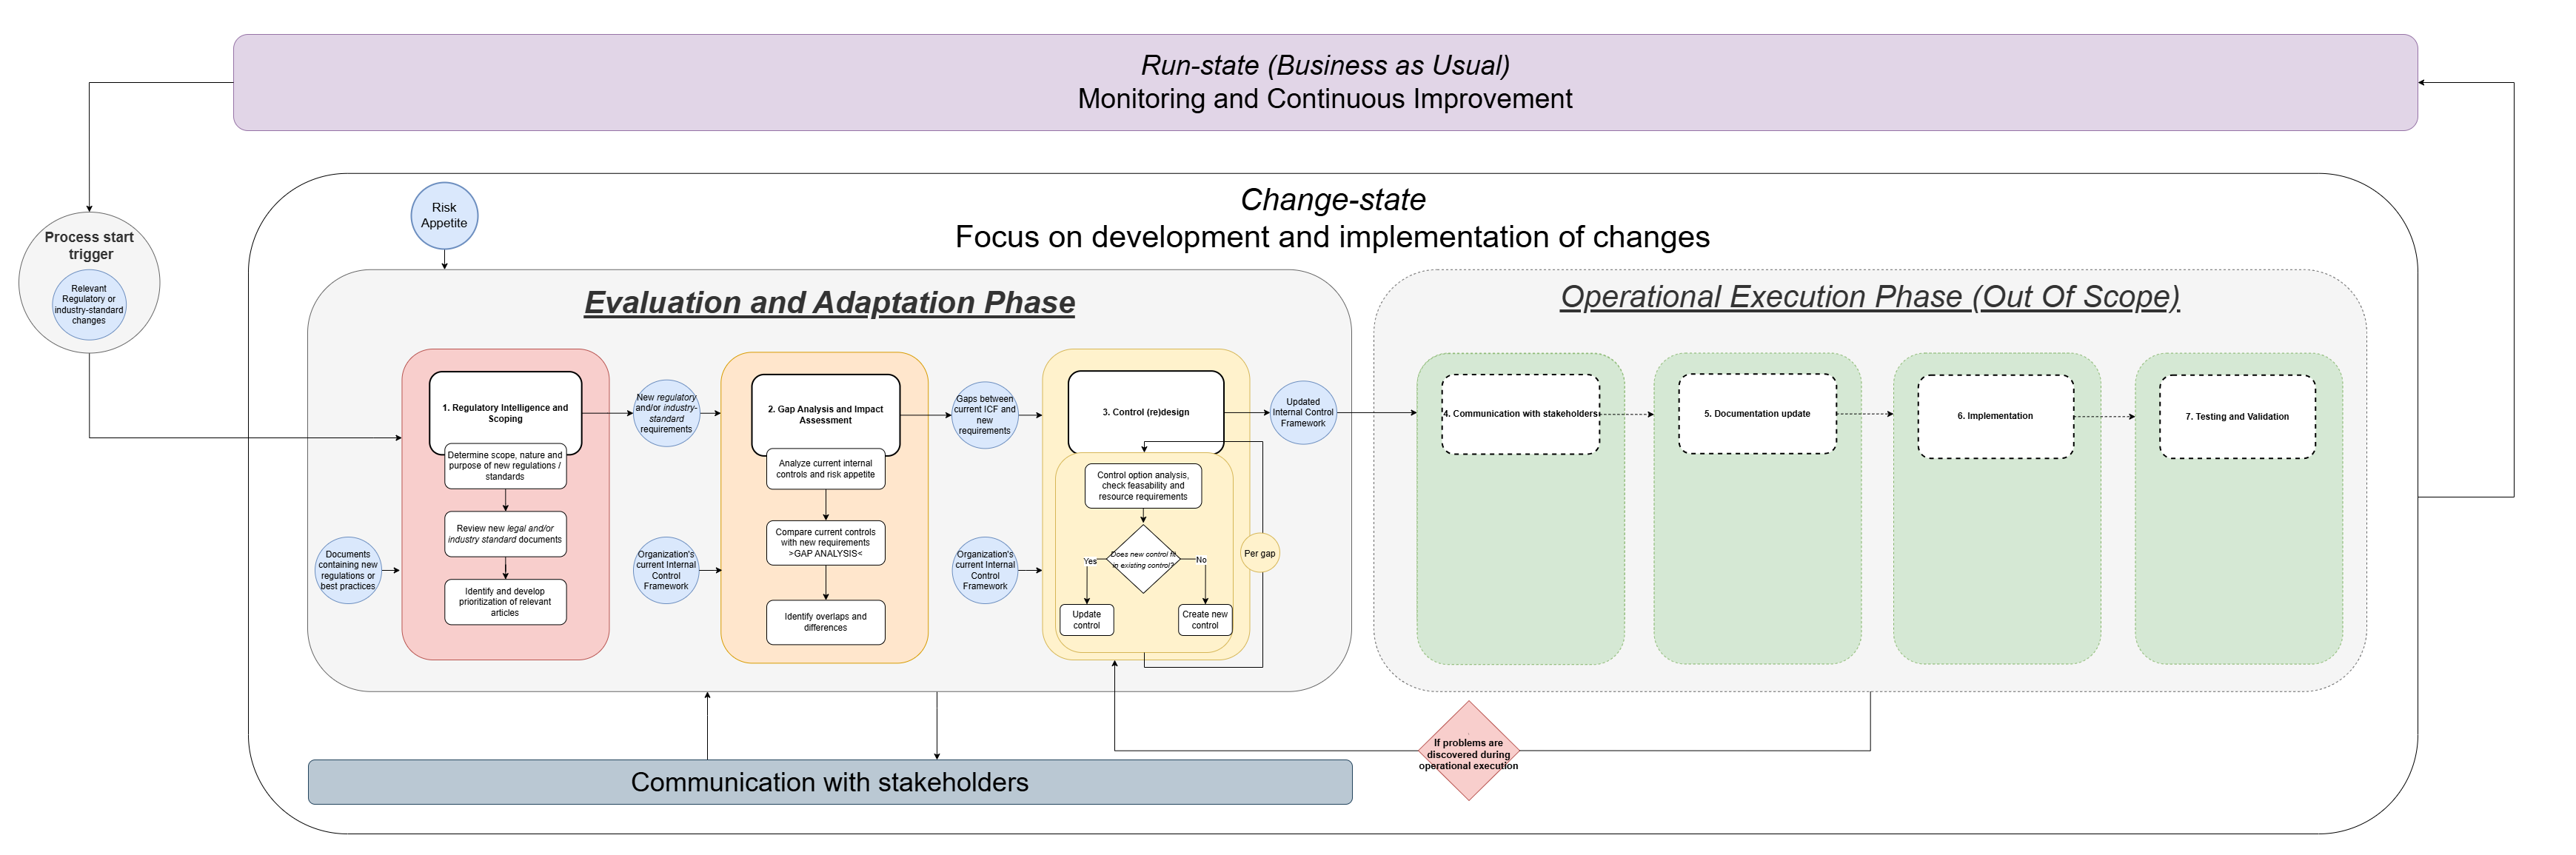 Run-state (Business as Usual)
Monitoring and Continuous Improvement
Change-state
Focus on development and implementation of changes
Process start
trigger
Relevant
Regulatory or
industry-standard
changes
Risk
Appetite
Evaluation and Adaptation Phase
1. Regulatory Intelligence and
Scoping
Determine scope, nature and
purpose of new regulations /
standards
Review new legal and/or
industry standard documents
Identify and develop
prioritization of relevant
articles
Documents
containing new
regulations or
best practices
New regulatory
and/or industry-
standard
requirements
Organization's
current Internal
Control
Framework
2. Gap Analysis and Impact
Assessment
Analyze current internal
controls and risk appetite
Compare current controls
with new requirements
>GAP ANALYSIS<
Identify overlaps and
differences
Gaps between
current ICF and
new
requirements
Organization's
current Internal
Control
Framework
3. Control (re)design
Control option analysis,
check feasability and
resource requirements
Does new control fit
in existing control?
Yes
No
Update
control
Create new
control
Per gap
Updated
Internal Control
Framework
Operational Execution Phase (Out Of Scope)
4. Communication with stakeholders
5. Documentation update
6. Implementation
7. Testing and Validation
If problems are
discovered during
operational execution
Communication with stakeholders